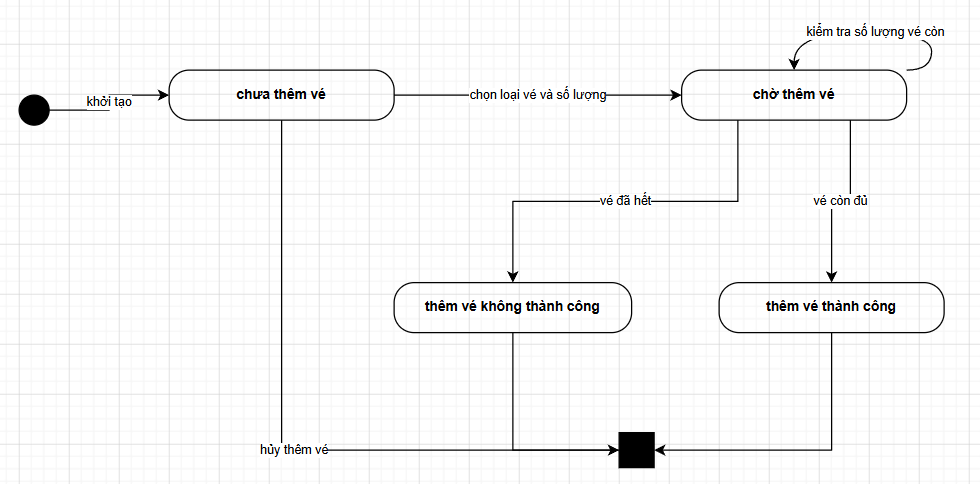 kiểm tra số lượng vé còn
khởi tạo
chưa thêm vé
chọn loại vé và số lượng
chờ thêm vé
vé đã hết
vé còn đủ
thêm vé không thành công
thêm vé thành công
hủy thêm vé